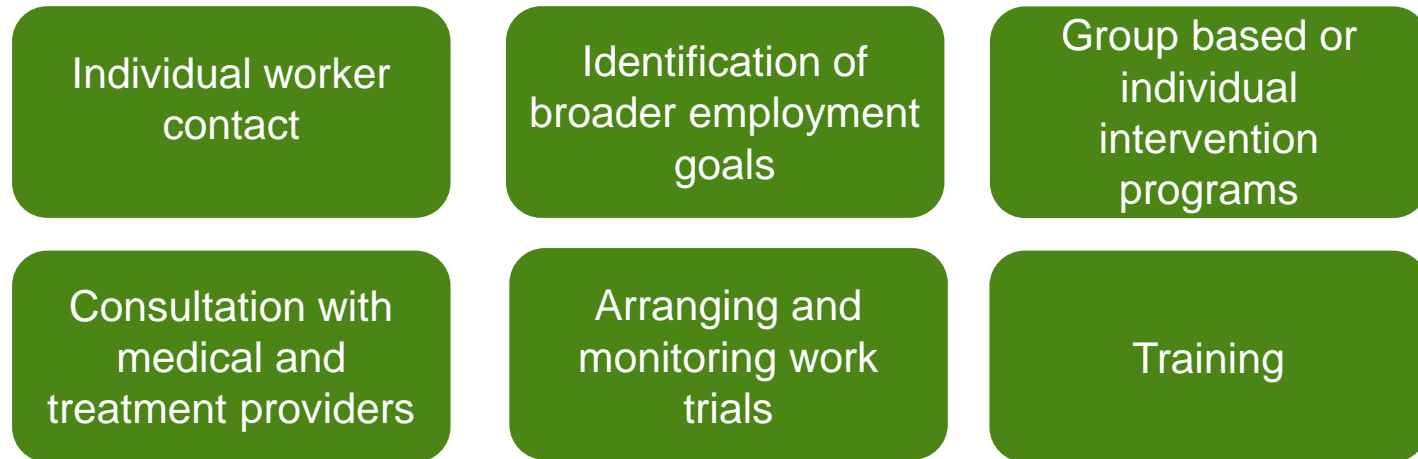 Individual worker
contact
Identification of
broader employment
goals
Group based or
individual
intervention
programs
Consultation with
medical and
treatment providers
Arranging and
monitoring work
trials
Training